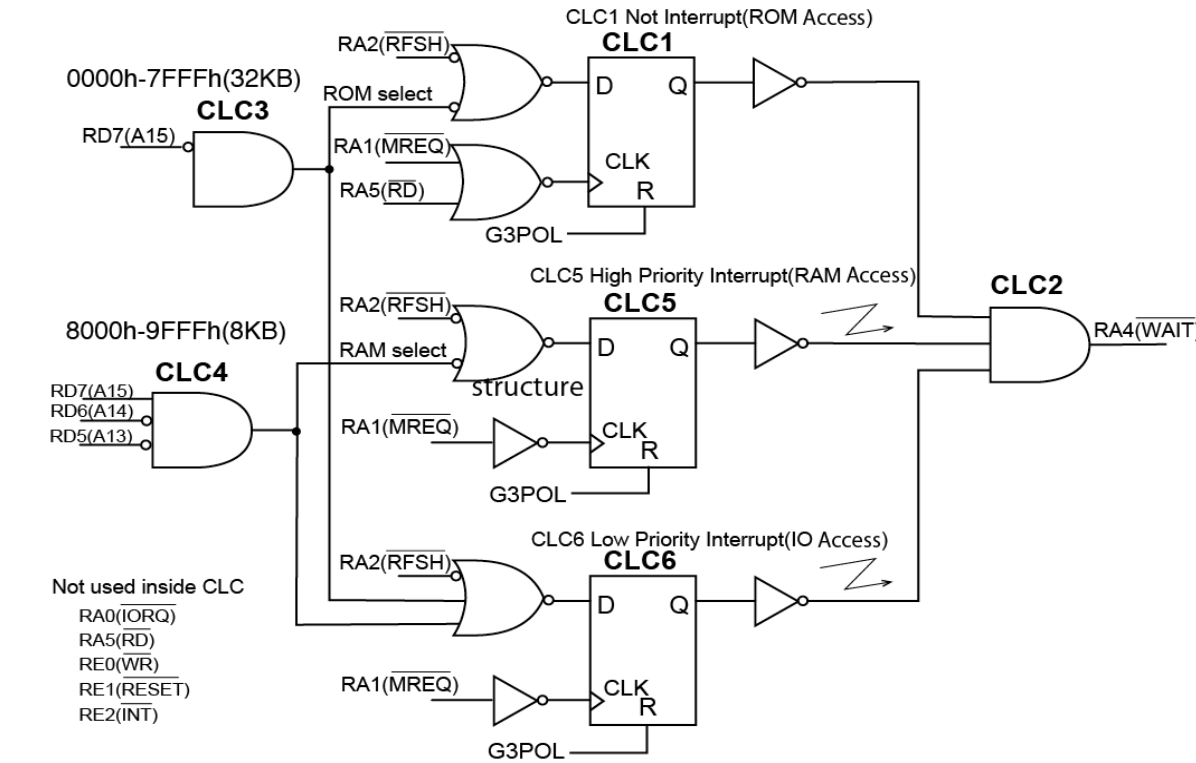 CLC1 Not Interrupt(ROM Access)
CLC1
RA2(RFSH)
0000h-7FFFh(32KB)
CLC3
ROM select
D
Q
RD7(A15)
RA1(MREQ)
CLK
RA5(RD)
R
G3POL
CLC5 High Priority Interrupt(RAM Access)
CLC5
CLC2
RA2(RFSH)
8000h-9FFFh(8KB)
RA4(WAIT)
CLC4
RAM select
D
Q
structure
RD7(A15)
RD6(A14)
RD5(A13)
RA1(MREQ)
CLK
R
G3POL
CLC6 Low Priority Interrupt(IO Access)
CLC6
RA2(RFSH)
Not used inside CLC
D
Q
RA0(IORQ)
RA5(RD)
RE0(WR)
RE1(RESET)
RE2(INT)
RA1(MREQ)
CLK
R
G3POL